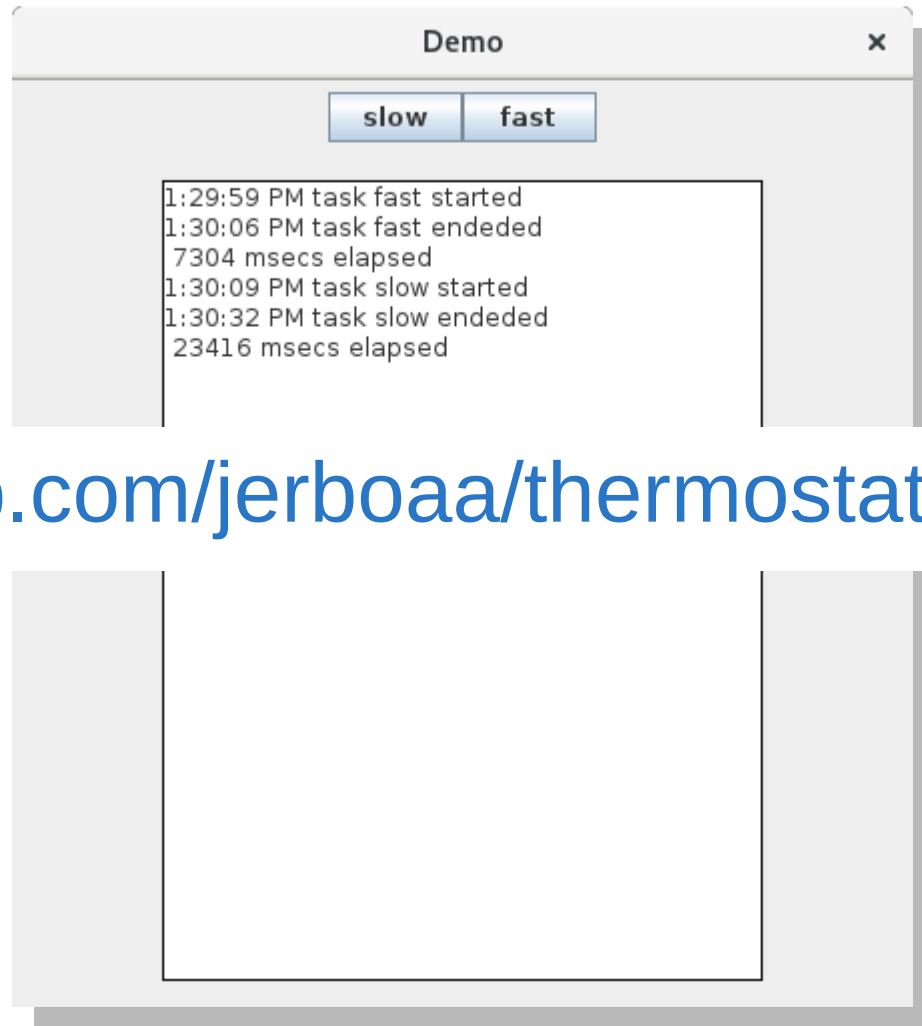 Demo ×
slow fast
1:29:59 PM task fast started
1:30:06 PM task fast endeded
7304 msecs elapsed
1:30:09 PM task slow started
1:30:32 PM task slow endeded
23416 msecs elapsed
.com/jerboaa/thermostat